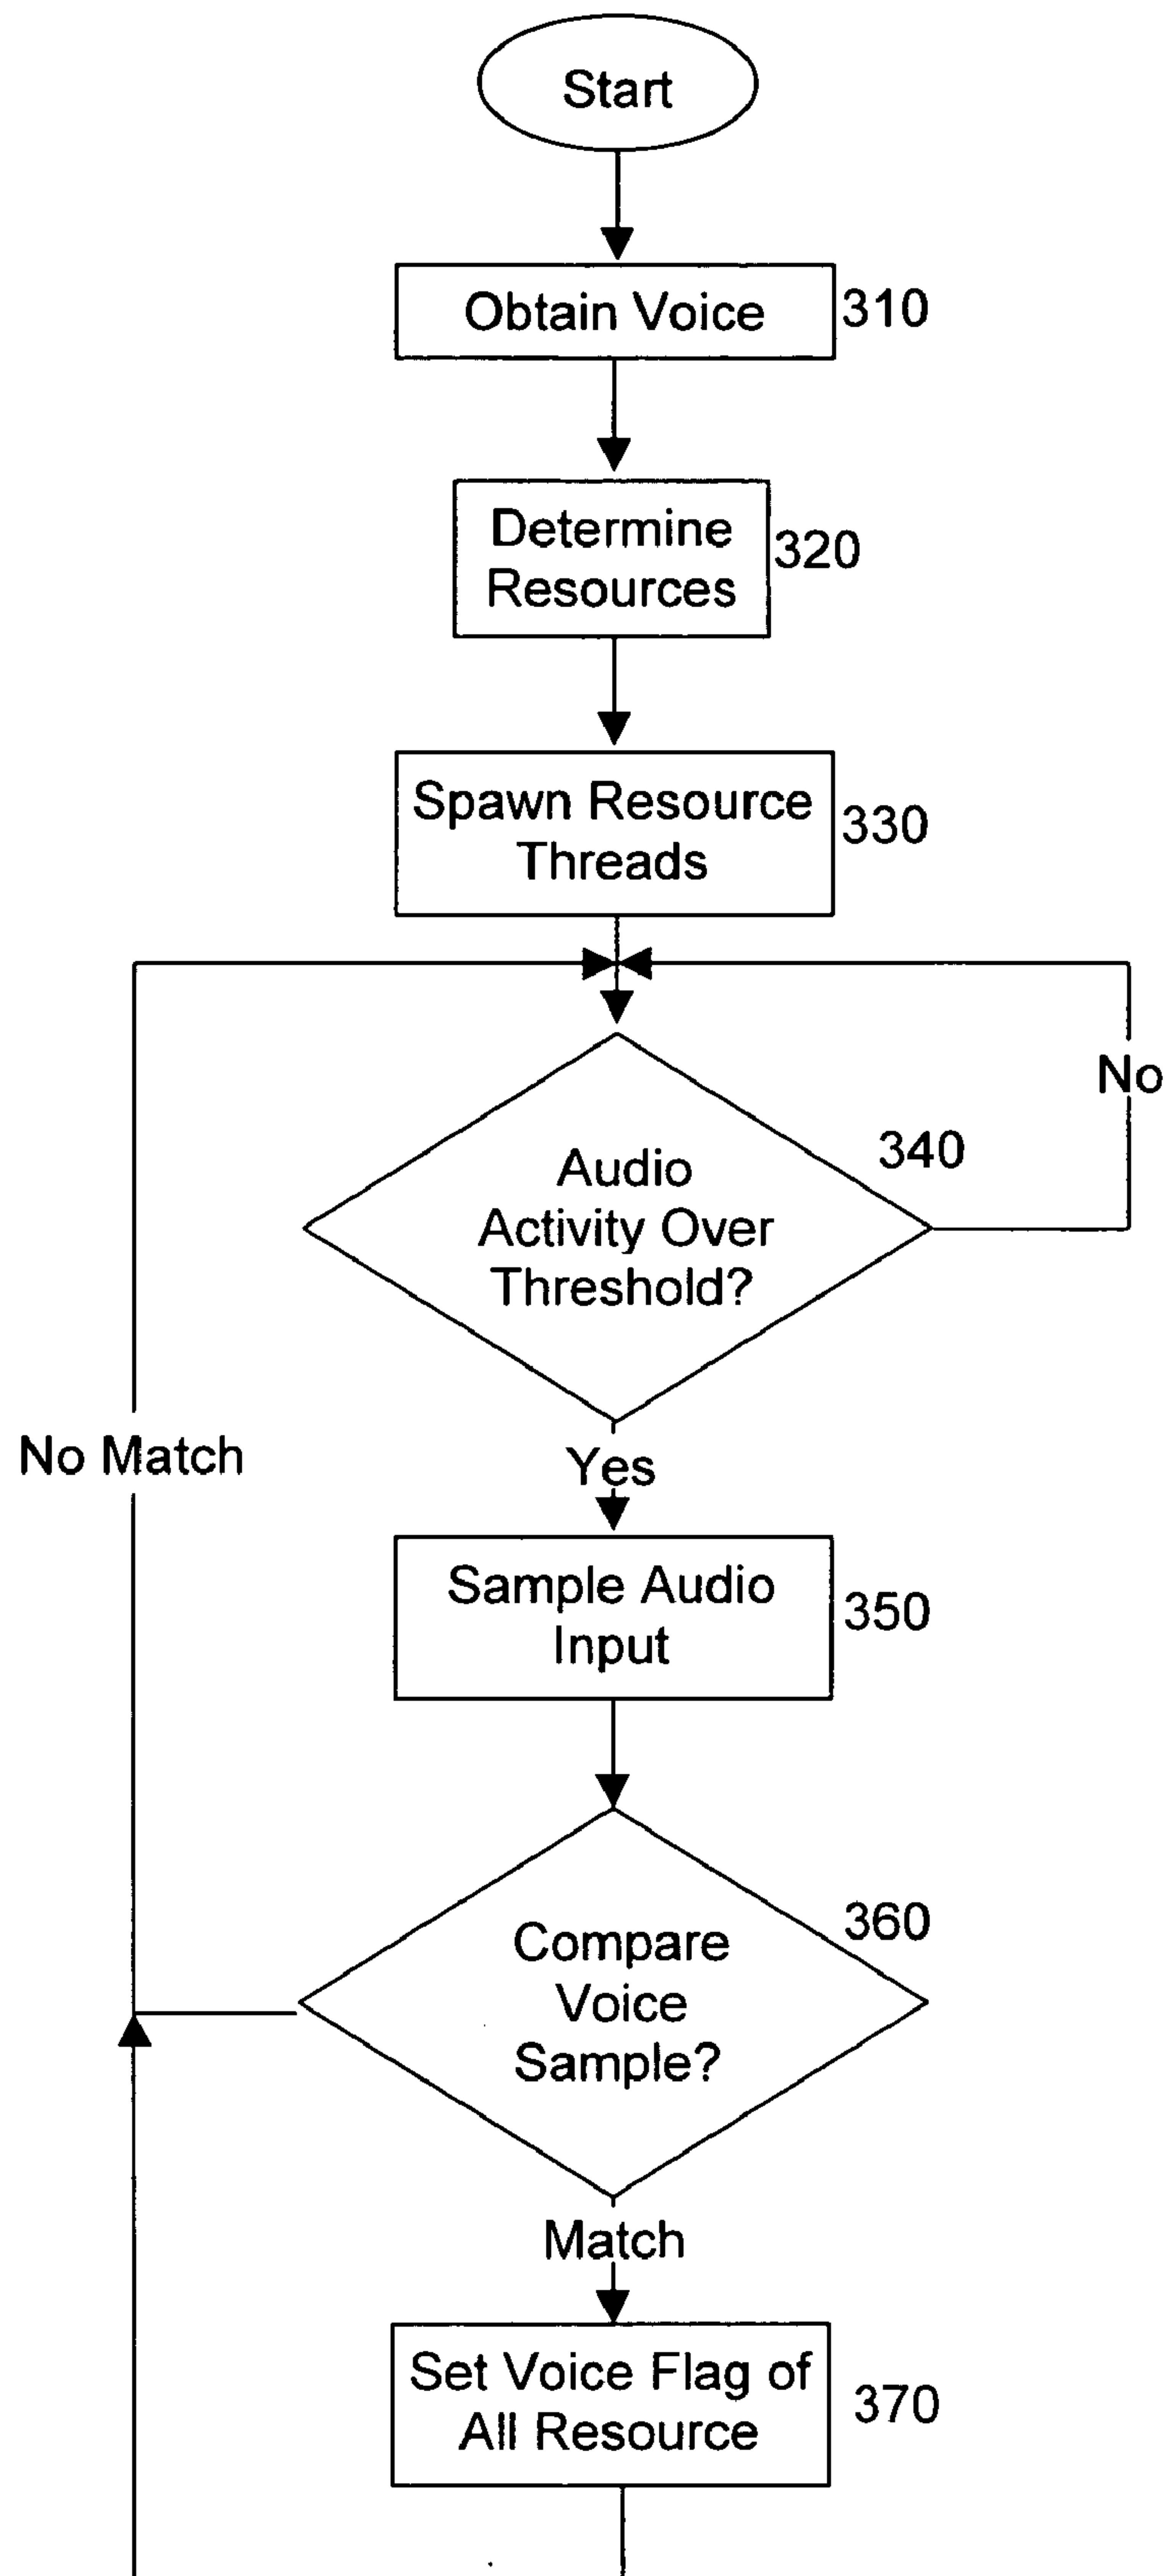 Start
Obtain Voice
310
Determine
Resources
320
Spawn Resource
Threads
330
No
340
Audio
Activity Over
Threshold?
No Match
Yes
Sample Audio
Input
350
360
Compare
Voice
Sample?
Match
Set Voice Flag of
All Resource
370